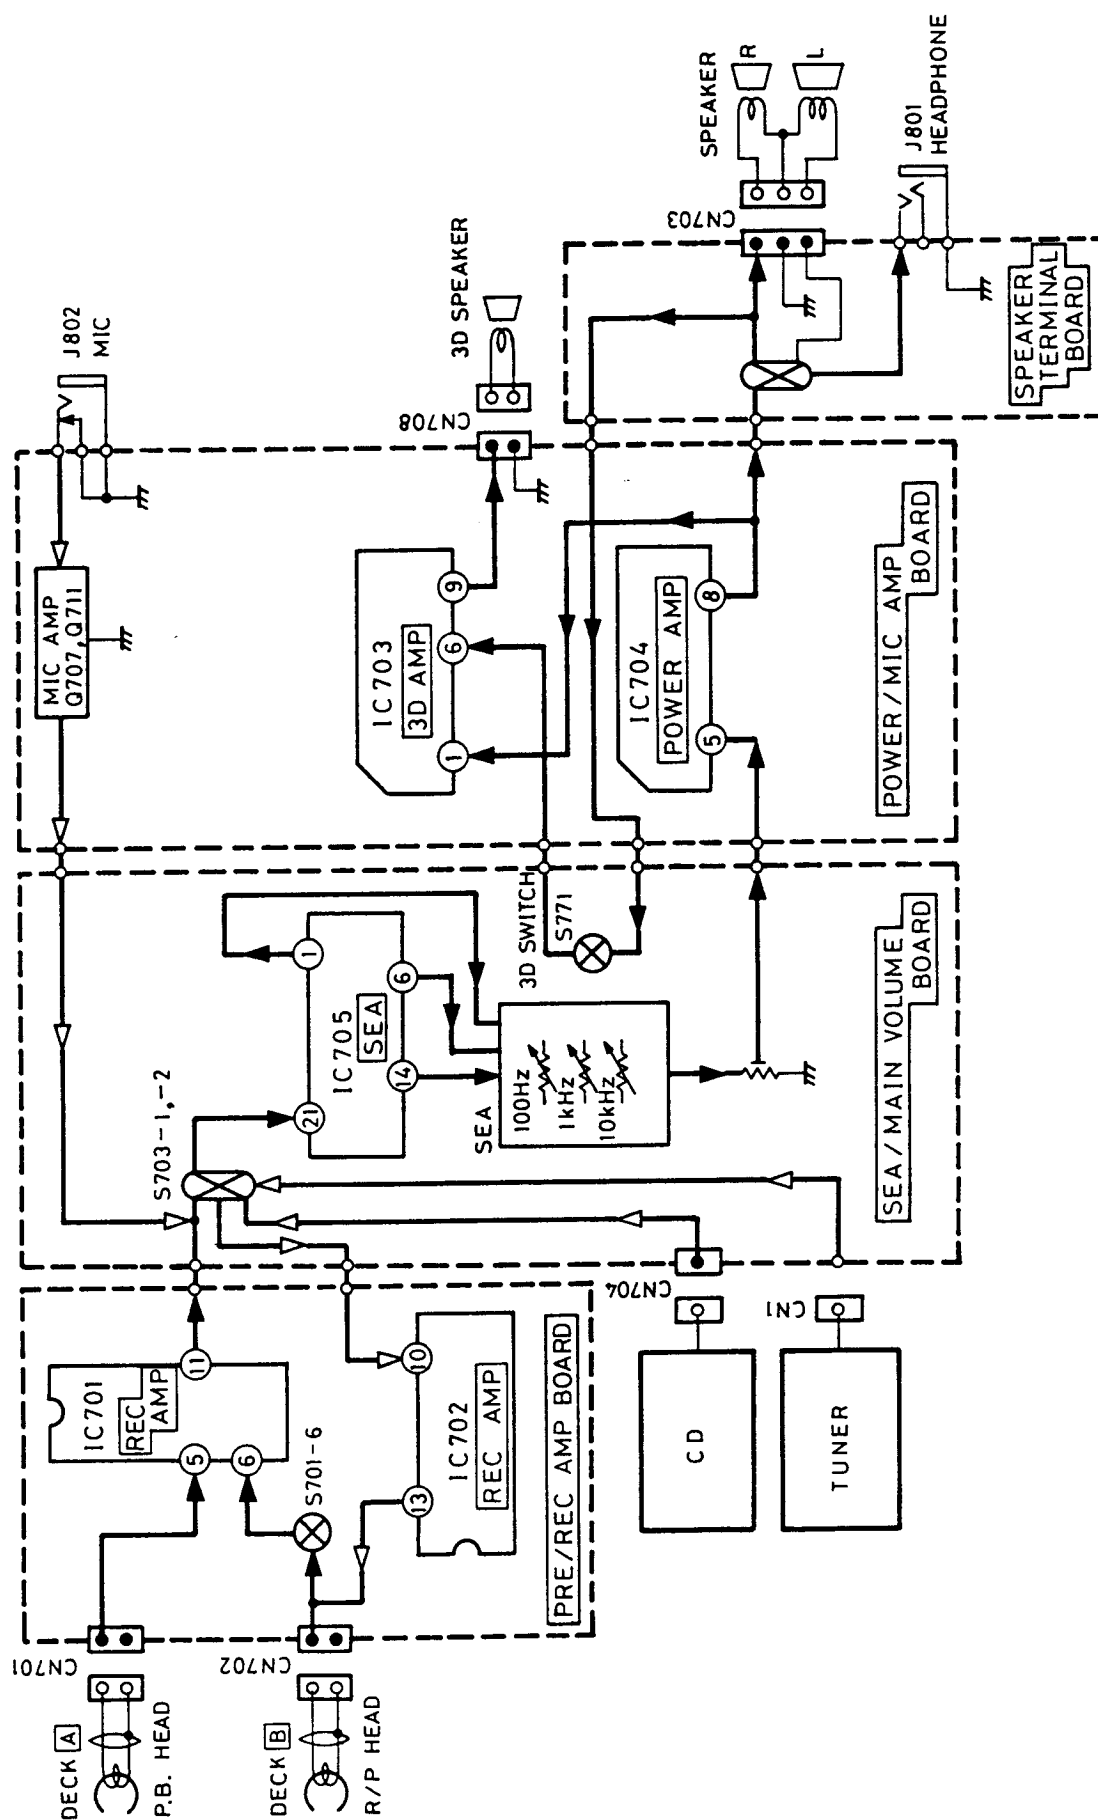 DECK A
P.B. HEAD
CN701
DECK B
R/P HEAD
CN702
IC701
REC
AMP
5
6
11
S701-6
13
10
IC702
REC AMP
PRE/REC AMP BOARD
CD
CN704
TUNER
CN1
S703-1,-2
21
1
IC705
SEA
14
6
SEA
100Hz
1kHz
10kHz
3D SWITCH
S771
SEA/MAIN VOLUME
BOARD
MIC AMP
Q707,Q711
J802
MIC
IC703
3D AMP
1
6
9
CN708
3D SPEAKER
IC704
POWER AMP
5
8
POWER/MIC AMP
BOARD
CN703
SPEAKER
R
L
J801
HEADPHONE
SPEAKER
TERMINAL
BOARD